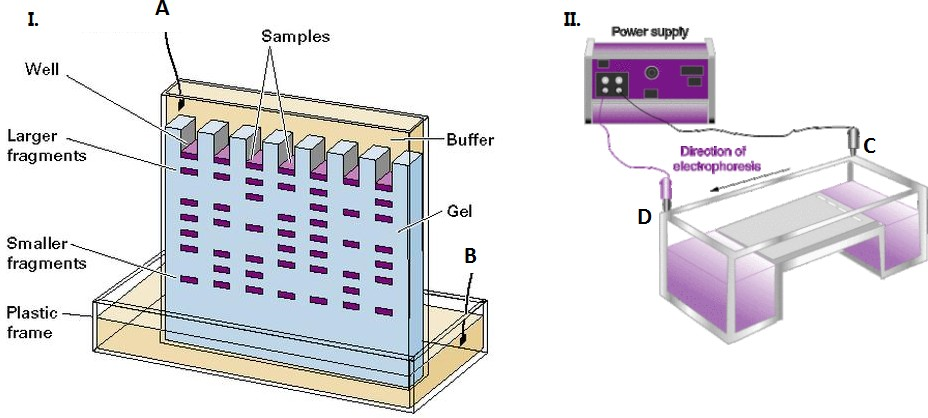 I.
A
Samples
Well
Larger
fragments
Buffer
Gel
Smaller
fragments
B
Plastic
frame
II.
Power supply
C
Direction of
electrophoresis
D